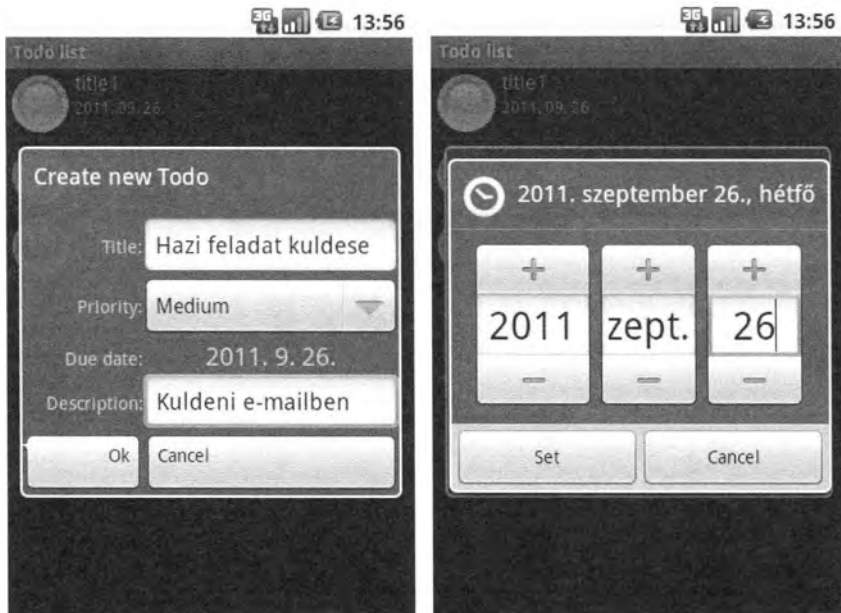 3G 13:56
Todo list
title1
2011.09.26.
Create new Todo
Title: Hazi feladat kuldese
Priority: Medium
Due date: 2011. 9. 26.
Description: Kuldeni e-mailben
Ok Cancel
3G 13:56
Todo list
title1
2011.09.26
2011. szeptember 26., hétfő
+ + +
2011 zept. 26
− − −
Set Cancel